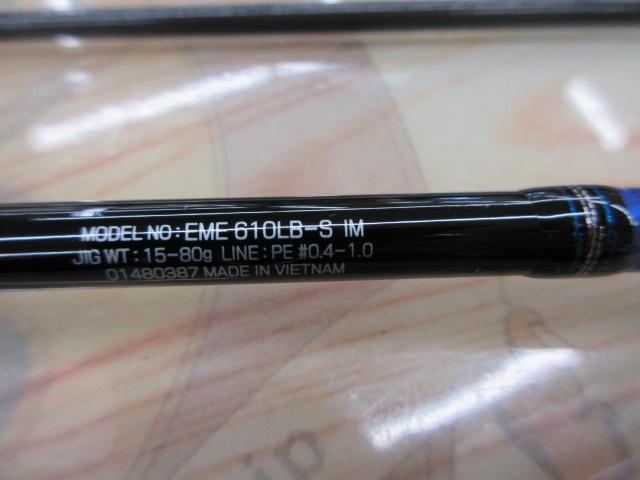 MODEL NO: EME 610LB-S IM
JIG WT: 15-80g LINE: PE #0.4-1.0
01480387 MADE IN VIETNAM